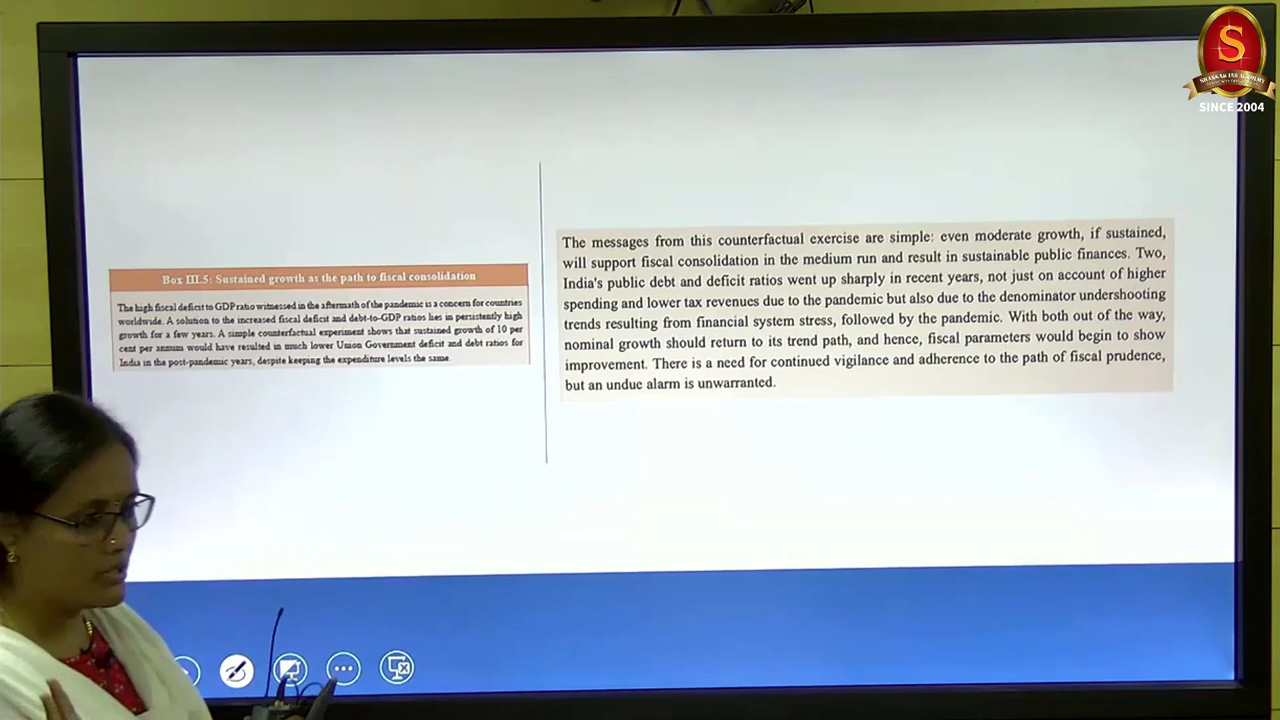 S
SHANKAR IAS ACADEMY
SINCE 2004
Box III.5: Sustained growth as the path to fiscal consolidation
The high fiscal deficit to GDP ratio witnessed in the aftermath of the pandemic is a concern for countries
worldwide. A solution to the increased fiscal deficit and debt-to-GDP ratios lies in persistently high
growth for a few years. A simple counterfactual experiment shows that sustained growth of 10 per
cent per annum would have resulted in much lower Union Government deficit and debt ratios for
India in the post-pandemic years, despite keeping the expenditure levels the same.
The messages from this counterfactual exercise are simple: even moderate growth, if sustained,
will support fiscal consolidation in the medium run and result in sustainable public finances. Two,
India's public debt and deficit ratios went up sharply in recent years, not just on account of higher
spending and lower tax revenues due to the pandemic but also due to the denominator undershooting
trends resulting from financial system stress, followed by the pandemic. With both out of the way,
nominal growth should return to its trend path, and hence, fiscal parameters would begin to show
improvement. There is a need for continued vigilance and adherence to the path of fiscal prudence,
but an undue alarm is unwarranted.